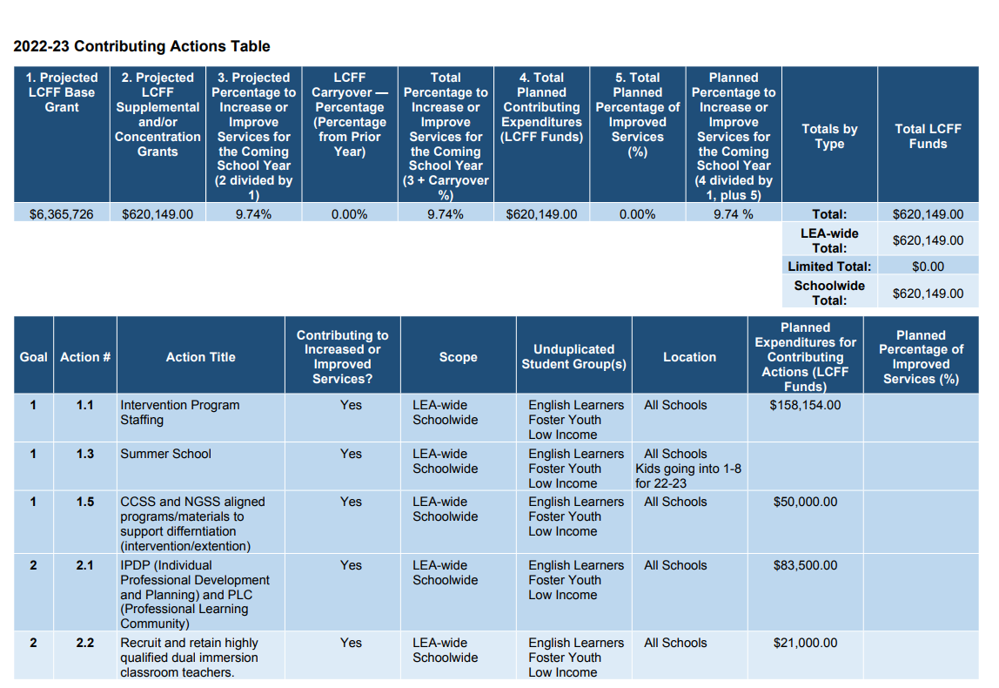 2022-23 Contributing Actions Table
1. Projected
LCFF Base
Grant
2. Projected
LCFF
Supplemental
and/or
Concentration
Grants
3. Projected
Percentage to
Increase or
Improve
Services for
the Coming
School Year
(2 divided by
1)
LCFF
Carryover —
Percentage
(Percentage
from Prior
Year)
Total
Percentage to
Increase or
Improve
Services for
the Coming
School Year
(3 + Carryover
%)
4. Total
Planned
Contributing
Expenditures
(LCFF Funds)
5. Total
Planned
Percentage of
Improved
Services
(%)
Planned
Percentage to
Increase or
Improve
Services for
the Coming
School Year
(4 divided by
1, plus 5)
Totals by
Type
Total LCFF
Funds
$6,365,726
$620,149.00
9.74%
0.00%
9.74%
$620,149.00
0.00%
9.74 %
Total:
$620,149.00
LEA-wide
Total:
$620,149.00
Limited Total:
$0.00
Schoolwide
Total:
$620,149.00
Goal
Action #
Action Title
Contributing to
Increased or
Improved
Services?
Scope
Unduplicated
Student Group(s)
Location
Planned
Expenditures for
Contributing
Actions (LCFF
Funds)
Planned
Percentage of
Improved
Services (%)
1
1.1
Intervention Program
Staffing
Yes
LEA-wide
Schoolwide
English Learners
Foster Youth
Low Income
All Schools
$158,154.00
1
1.3
Summer School
Yes
LEA-wide
Schoolwide
English Learners
Foster Youth
Low Income
All Schools
Kids going into 1-8
for 22-23
1
1.5
CCSS and NGSS aligned
programs/materials to
support differntiation
(intervention/extention)
Yes
LEA-wide
Schoolwide
English Learners
Foster Youth
Low Income
All Schools
$50,000.00
2
2.1
IPDP (Individual
Professional Development
and Planning) and PLC
(Professional Learning
Community)
Yes
LEA-wide
Schoolwide
English Learners
Foster Youth
Low Income
All Schools
$83,500.00
2
2.2
Recruit and retain highly
qualified dual immersion
classroom teachers.
Yes
LEA-wide
Schoolwide
English Learners
Foster Youth
Low Income
All Schools
$21,000.00